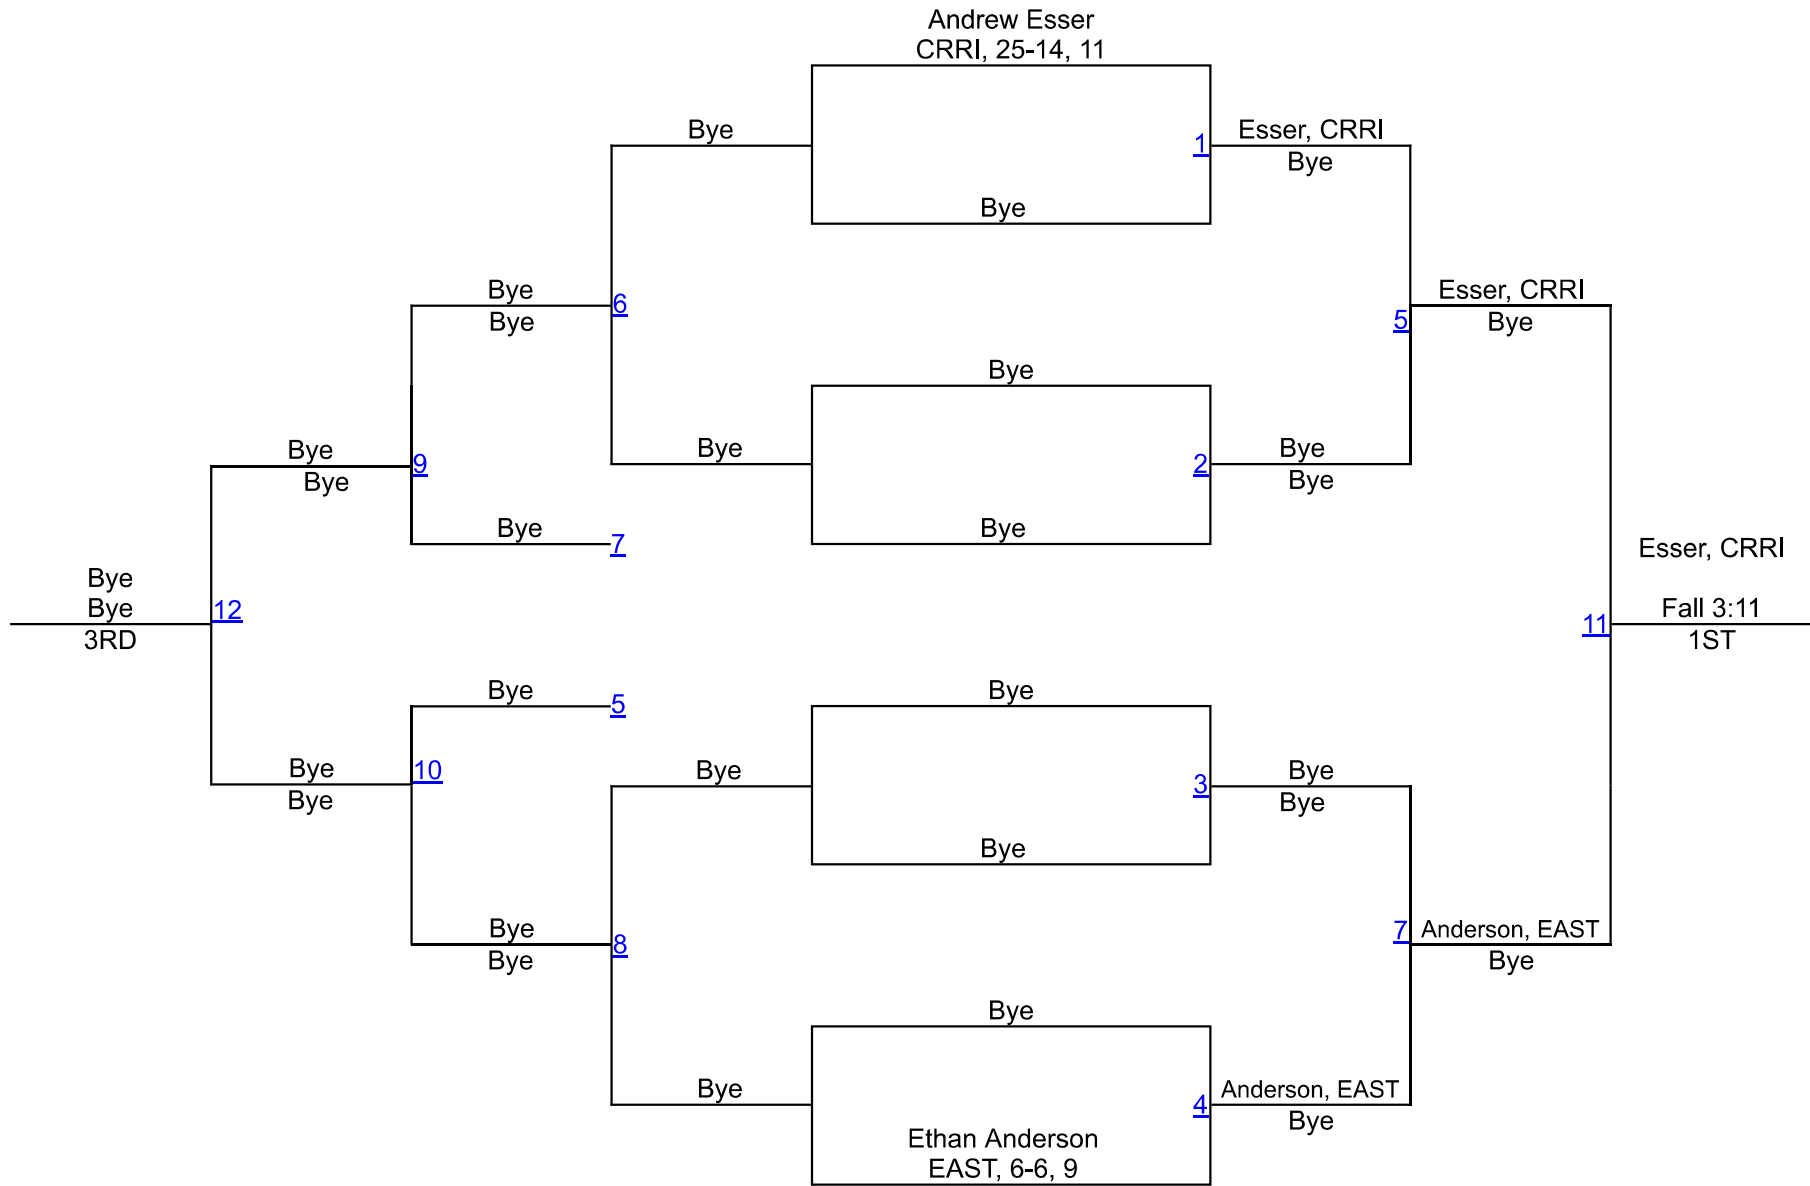 Andrew Esser
CRRI, 25-14, 11
Bye
1
Esser, CRRI
Bye
Bye
Bye
Bye
6
Esser, CRRI
Bye
5
Bye
Bye
2
Bye
Bye
Bye
Bye
9
Bye
7
Bye
Esser, CRRI
Bye
Bye
12
3RD
Fall 3:11
11
1ST
Bye
5
Bye
Bye
10
Bye
Bye
3
Bye
Bye
Bye
Bye
Bye
8
7
Anderson, EAST
Bye
Bye
Bye
4
Anderson, EAST
Bye
Ethan Anderson
EAST, 6-6, 9